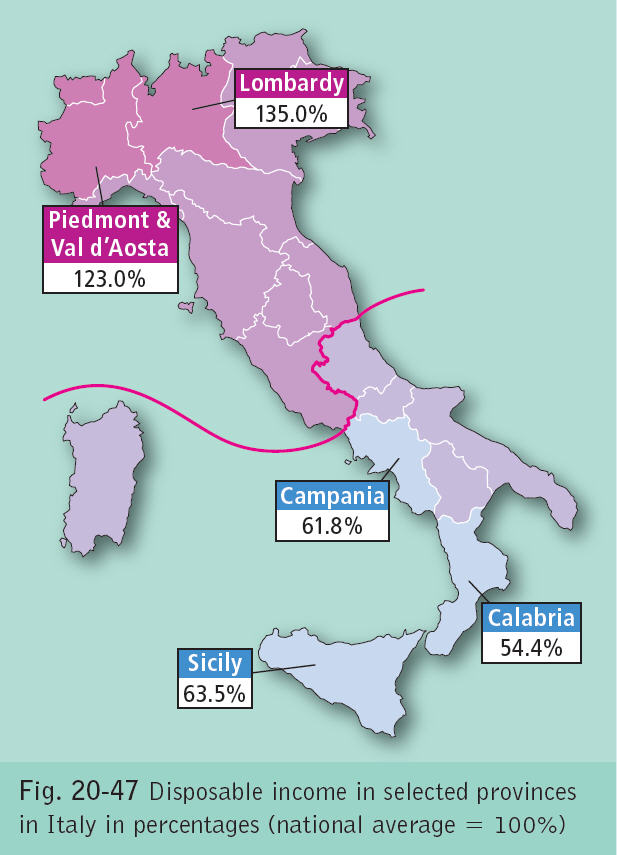 Lombardy
135.0%
Piedmont &
Val d'Aosta
123.0%
Campania
61.8%
Calabria
54.4%
Sicily
63.5%
Fig. 20-47 Disposable income in selected provinces
in Italy in percentages (national average = 100%)